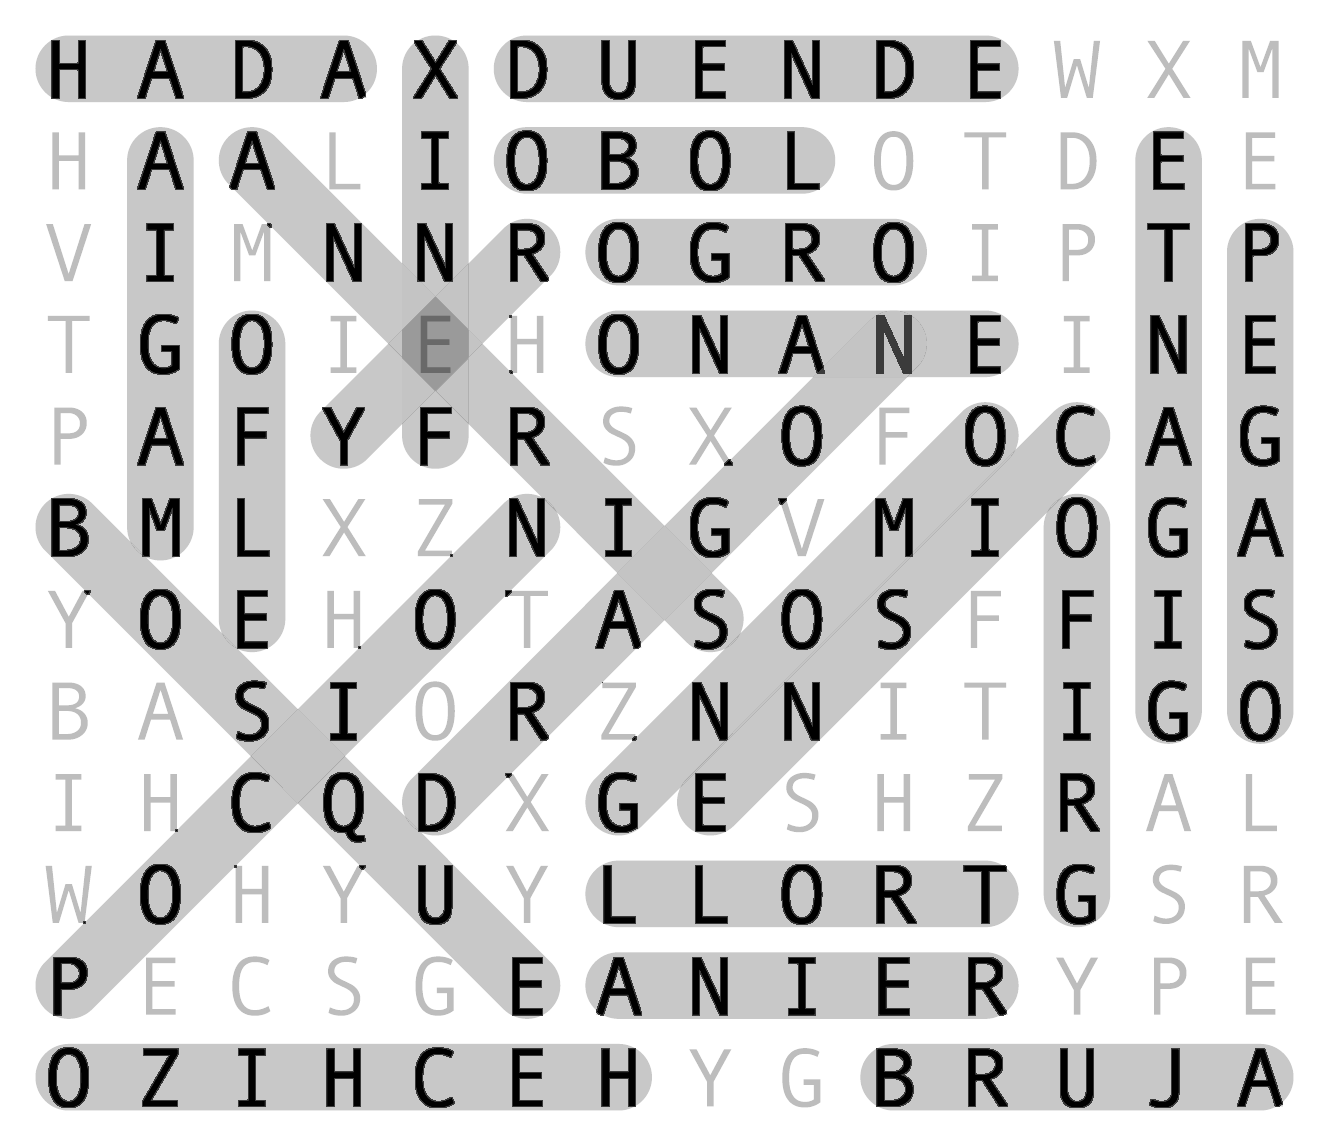 H A D A X D U E N D E W X M
H A A L I O B O L O T D E E
V I M N N R O G R O I P T P
T G O I E H O N A N E I N E
P A F Y F R S X O F O C A G
B M L X Z N I G V M I O G A
Y O E H O T A S O S F F I S
B A S I O R Z N N I T I G O
I H C Q D X G E S H Z R A L
W O H Y U Y L L O R T G S R
P E C S G E A N I E R Y P E
O Z I H C E H Y G B R U J A